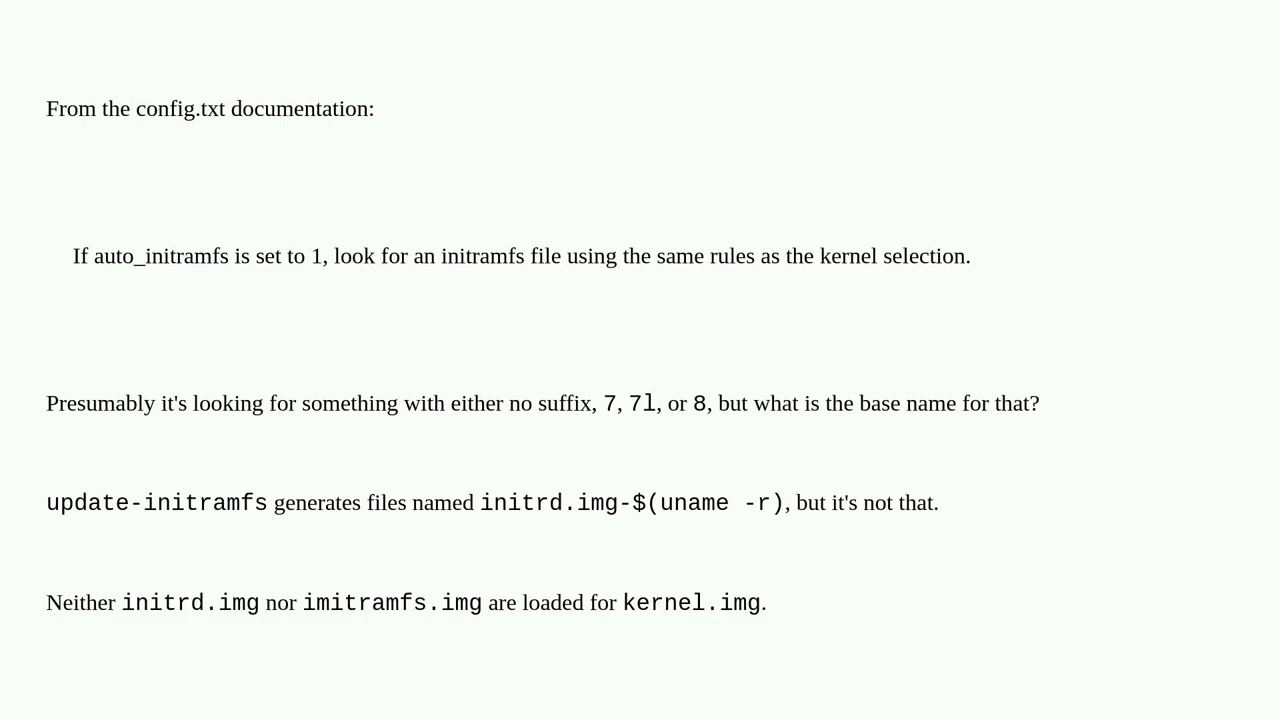 From the config.txt documentation:
If auto_initramfs is set to 1, look for an initramfs file using the same rules as the kernel selection.
Presumably it's looking for something with either no suffix, 7, 7l, or 8, but what is the base name for that?
update-initramfs generates files named initrd.img-$(uname -r), but it's not that.
Neither initrd.img nor imitramfs.img are loaded for kernel.img.